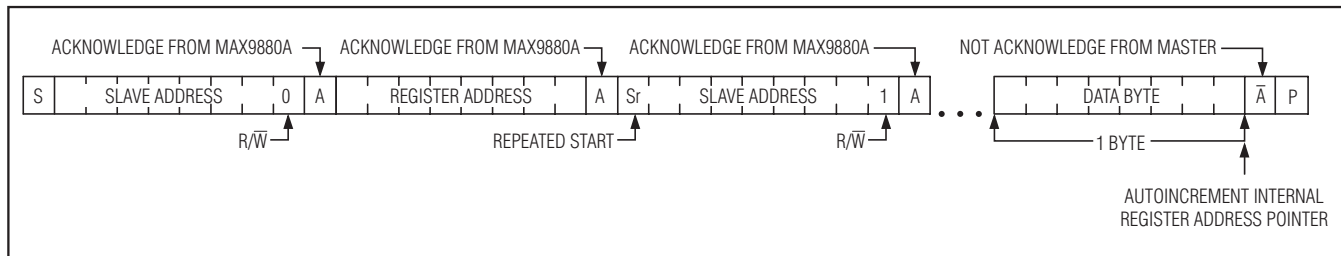 ACKNOWLEDGE FROM MAX9880A ACKNOWLEDGE FROM MAX9880A ACKNOWLEDGE FROM MAX9880A NOT ACKNOWLEDGE FROM MASTER
S SLAVE ADDRESS 0 A REGISTER ADDRESS A Sr SLAVE ADDRESS 1 A ... DATA BYTE A̅ P
R/W̅ REPEATED START R/W̅ 1 BYTE
AUTOINCREMENT INTERNAL
REGISTER ADDRESS POINTER